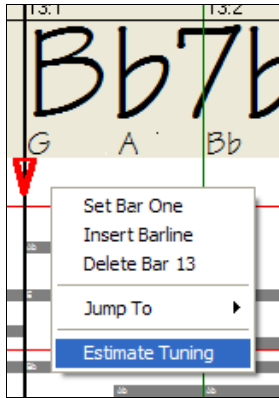 13.1 13.2
Bb7b
G A Bb
Set Bar One
Insert Barline
Delete Bar 13
Jump To
Estimate Tuning